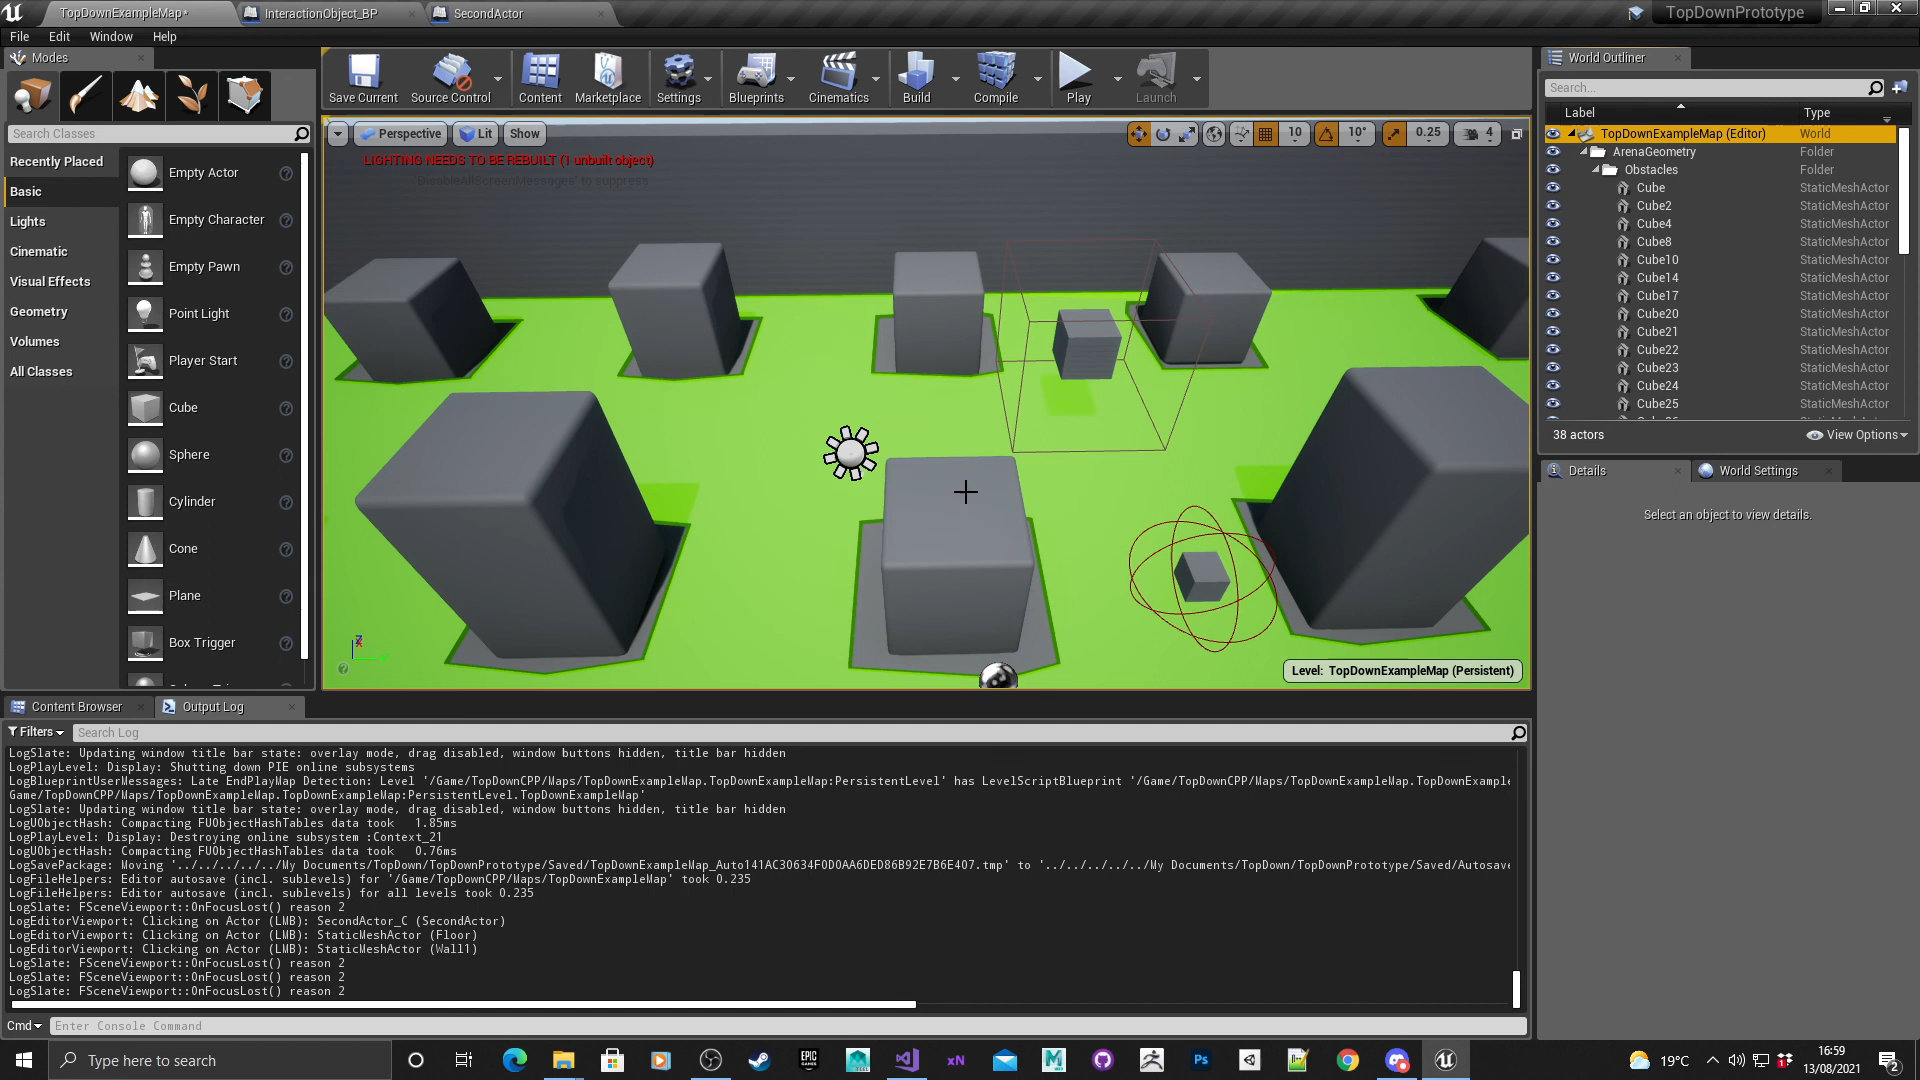 TopDownExampleMap*
InteractionObject_BP
SecondActor
TopDownPrototype
File Edit Window Help
Modes
World Outliner
Save Current
Source Control
Content
Marketplace
Settings
Blueprints
Cinematics
Build
Compile
Play
Launch
Search...
Label Type
Search Classes
Perspective
Lit
Show
10
10°
0.25
4
LIGHTING NEEDS TO BE REBUILT (1 unbuilt object)
'DisableAllScreenMessages' to suppress
Recently Placed
Basic
Lights
Cinematic
Visual Effects
Geometry
Volumes
All Classes
Empty Actor
Empty Character
Empty Pawn
Point Light
Player Start
Cube
Sphere
Cylinder
Cone
Plane
Box Trigger
TopDownExampleMap (Editor) World
ArenaGeometry Folder
Obstacles Folder
Cube StaticMeshActor
Cube2 StaticMeshActor
Cube4 StaticMeshActor
Cube8 StaticMeshActor
Cube10 StaticMeshActor
Cube14 StaticMeshActor
Cube17 StaticMeshActor
Cube20 StaticMeshActor
Cube21 StaticMeshActor
Cube22 StaticMeshActor
Cube23 StaticMeshActor
Cube24 StaticMeshActor
Cube25 StaticMeshActor
38 actors
View Options
Details
World Settings
Select an object to view details.
Level: TopDownExampleMap (Persistent)
Content Browser
Output Log
Filters
Search Log
LogSlate: Updating window title bar state: overlay mode, drag disabled, window buttons hidden, title bar hidden
LogPlayLevel: Display: Shutting down PIE online subsystems
LogBlueprintUserMessages: Late EndPlayMap Detection: Level '/Game/TopDownCPP/Maps/TopDownExampleMap.TopDownExampleMap:PersistentLevel' has LevelScriptBlueprint '/Game/TopDownCPP/Maps/TopDownExampleMap.TopDownExample
Game/TopDownCPP/Maps/TopDownExampleMap.TopDownExampleMap:PersistentLevel.TopDownExampleMap'
LogSlate: Updating window title bar state: overlay mode, drag disabled, window buttons hidden, title bar hidden
LogUObjectHash: Compacting FUObjectHashTables data took 1.85ms
LogPlayLevel: Display: Destroying online subsystem :Context_21
LogUObjectHash: Compacting FUObjectHashTables data took 0.76ms
LogSavePackage: Moving '../../../../../My Documents/TopDown/TopDownPrototype/Saved/TopDownExampleMap_Auto141AC30634F0D0AA6DED86B92E7B6E407.tmp' to '../../../../../My Documents/TopDown/TopDownPrototype/Saved/Autosave
LogFileHelpers: Editor autosave (incl. sublevels) for '/Game/TopDownCPP/Maps/TopDownExampleMap' took 0.235
LogFileHelpers: Editor autosave (incl. sublevels) for all levels took 0.235
LogSlate: FSceneViewport::OnFocusLost() reason 2
LogEditorViewport: Clicking on Actor (LMB): SecondActor_C (SecondActor)
LogEditorViewport: Clicking on Actor (LMB): StaticMeshActor (Floor)
LogEditorViewport: Clicking on Actor (LMB): StaticMeshActor (Wall1)
LogSlate: FSceneViewport::OnFocusLost() reason 2
LogSlate: FSceneViewport::OnFocusLost() reason 2
LogSlate: FSceneViewport::OnFocusLost() reason 2
Cmd
Enter Console Command
Type here to search
EPIC GAMES
xN
M
Ps
19°C
16:59
13/08/2021
2